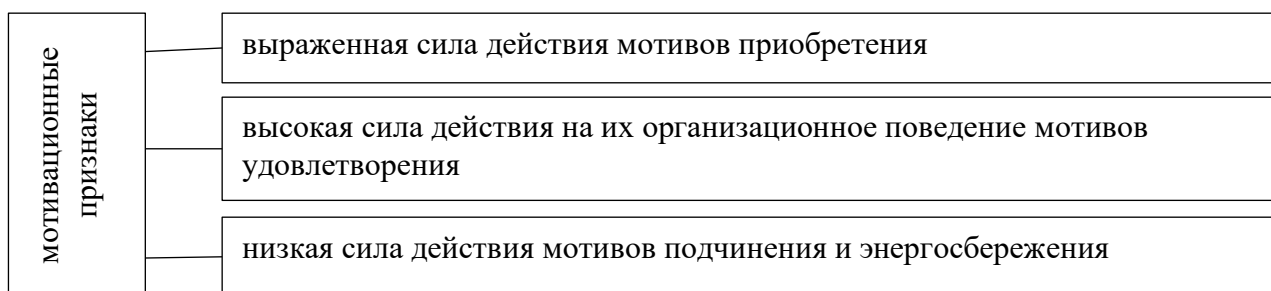 мотивационные
признаки
выраженная сила действия мотивов приобретения
высокая сила действия на их организационное поведение мотивов
удовлетворения
низкая сила действия мотивов подчинения и энергосбережения